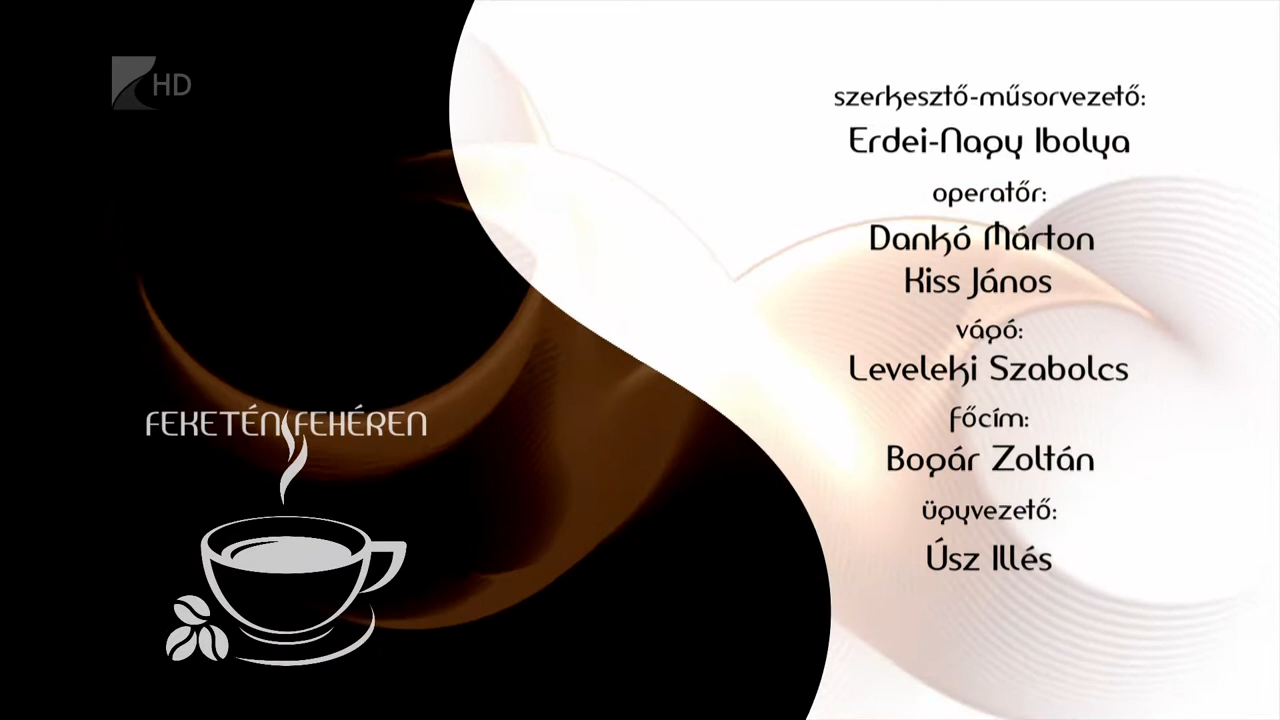 HD
FEKETÉN FEHÉREN
szerkesztő-műsorvezető:
Erdei-Nagy Ibolya
operatőr:
Dankó Márton
Kiss János
vágó:
Leveleki Szabolcs
főcím:
Bogár Zoltán
ügyvezető:
Úsz Illés